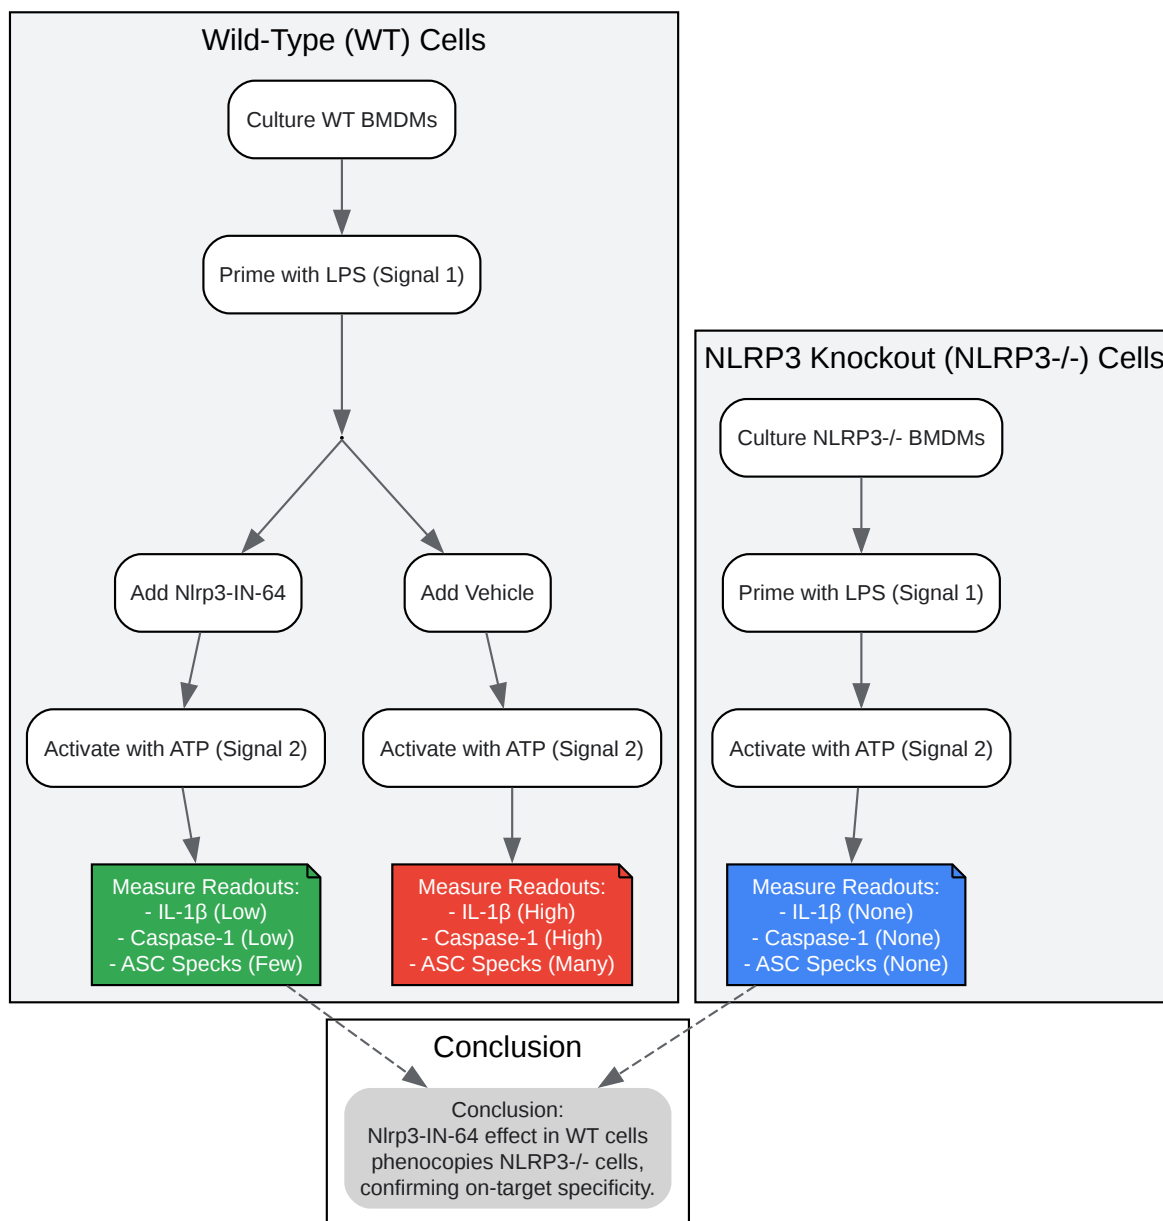 Wild-Type (WT) Cells
Culture WT BMDMs
Prime with LPS (Signal 1)
Add Nlrp3-IN-64
Add Vehicle
Activate with ATP (Signal 2)
Activate with ATP (Signal 2)
Measure Readouts:
- IL-1β (Low)
- Caspase-1 (Low)
- ASC Specks (Few)
Measure Readouts:
- IL-1β (High)
- Caspase-1 (High)
- ASC Specks (Many)
NLRP3 Knockout (NLRP3-/-) Cells
Culture NLRP3-/- BMDMs
Prime with LPS (Signal 1)
Activate with ATP (Signal 2)
Measure Readouts:
- IL-1β (None)
- Caspase-1 (None)
- ASC Specks (None)
Conclusion
Conclusion:
Nlrp3-IN-64 effect in WT cells
phenocopies NLRP3-/- cells,
confirming on-target specificity.